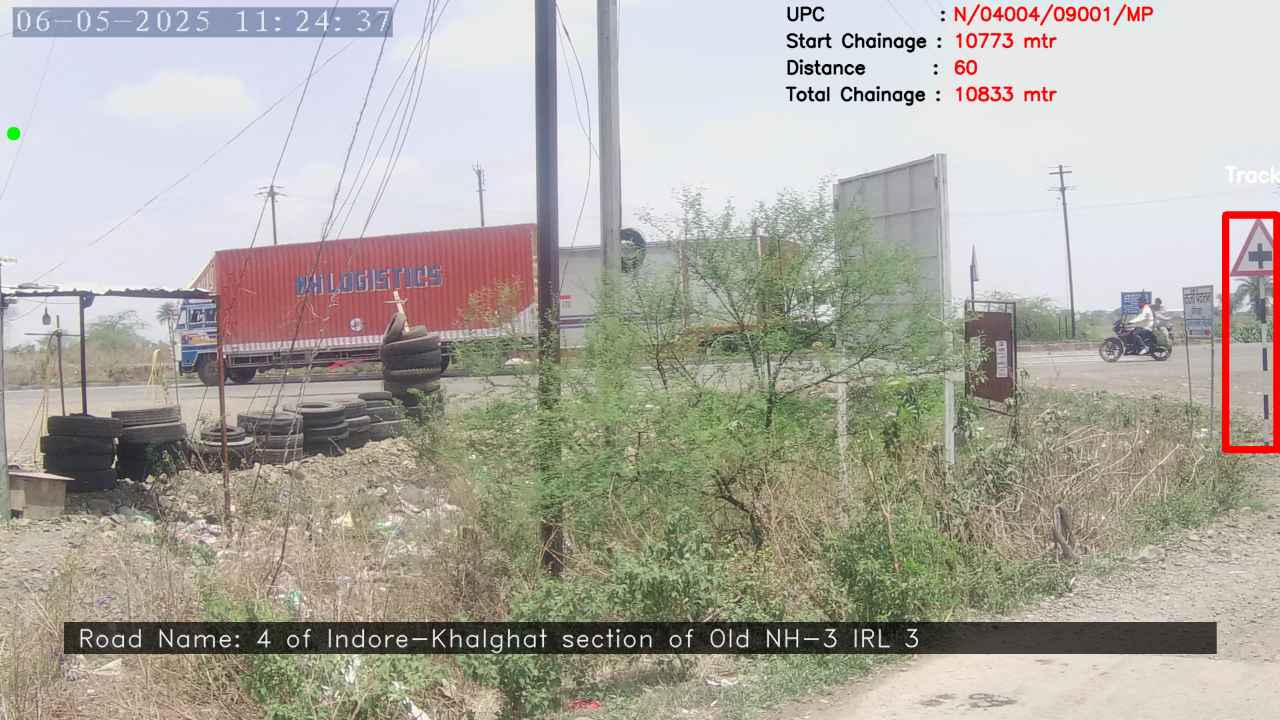 06-05-2025 11:24:37
UPC : N/04004/09001/MP
Start Chainage : 10773 mtr
Distance : 60
Total Chainage : 10833 mtr
Track
NH LOGISTICS
Road Name: 4 of Indore-Khalghat section of Old NH-3 IRL 3